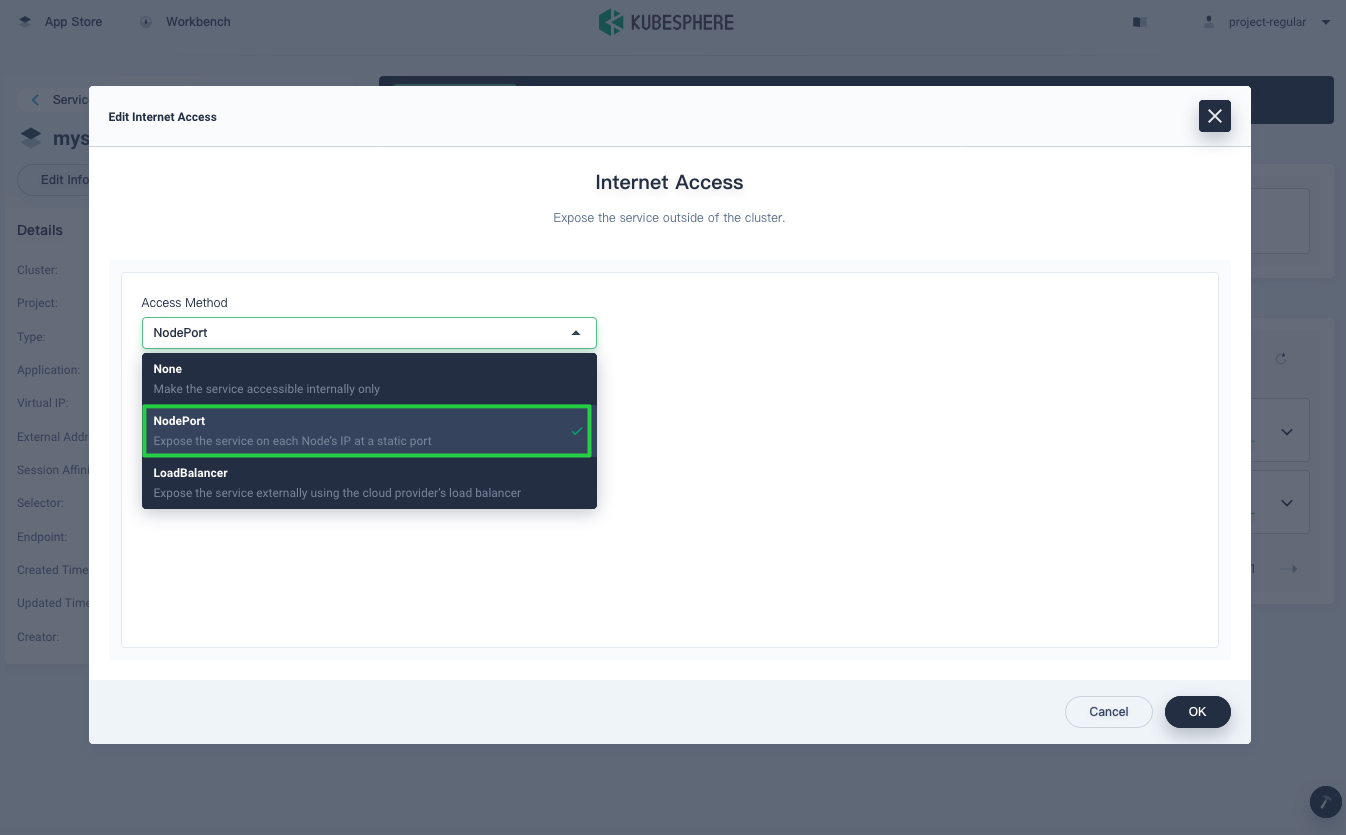 App Store
Workbench
KUBESPHERE
project-regular
Edit Internet Access
Edit Info
Details
Cluster:
Project:
Type:
Application:
Virtual IP:
External Addr
Session Affini
Selector:
Endpoint:
Created Time
Updated Time
Creator:
Internet Access
Expose the service outside of the cluster.
Access Method
NodePort
None
Make the service accessible internally only
NodePort
Expose the service on each Node's IP at a static port
LoadBalancer
Expose the service externally using the cloud provider's load balancer
Cancel
OK